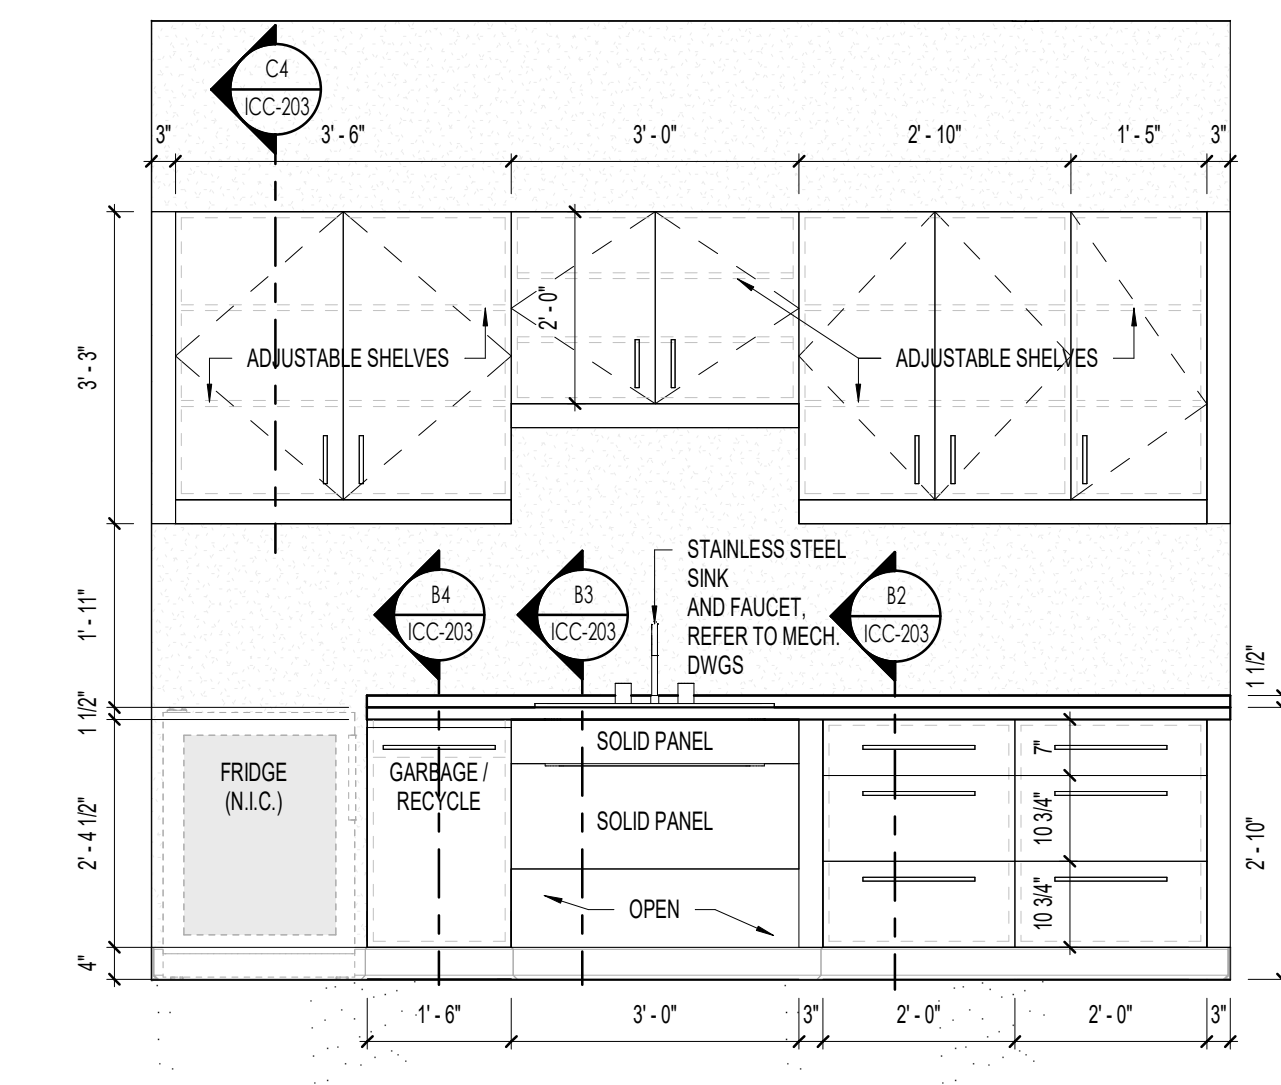 C4
ICC-203
3"
3' - 6"
3' - 0"
2' - 10"
1' - 5"
3"
3' - 3"
2' - 0"
ADJUSTABLE SHELVES
ADJUSTABLE SHELVES
1' - 11"
B4
ICC-203
B3
ICC-203
STAINLESS STEEL
SINK
AND FAUCET,
REFER TO MECH.
DWGS
B2
ICC-203
1 1/2"
1 1/2"
FRIDGE
(N.I.C.)
GARBAGE /
RECYCLE
SOLID PANEL
SOLID PANEL
OPEN
7"
10 3/4"
10 3/4"
2' - 4 1/2"
2' - 10"
4"
1' - 6"
3' - 0"
3"
2' - 0"
2' - 0"
3"